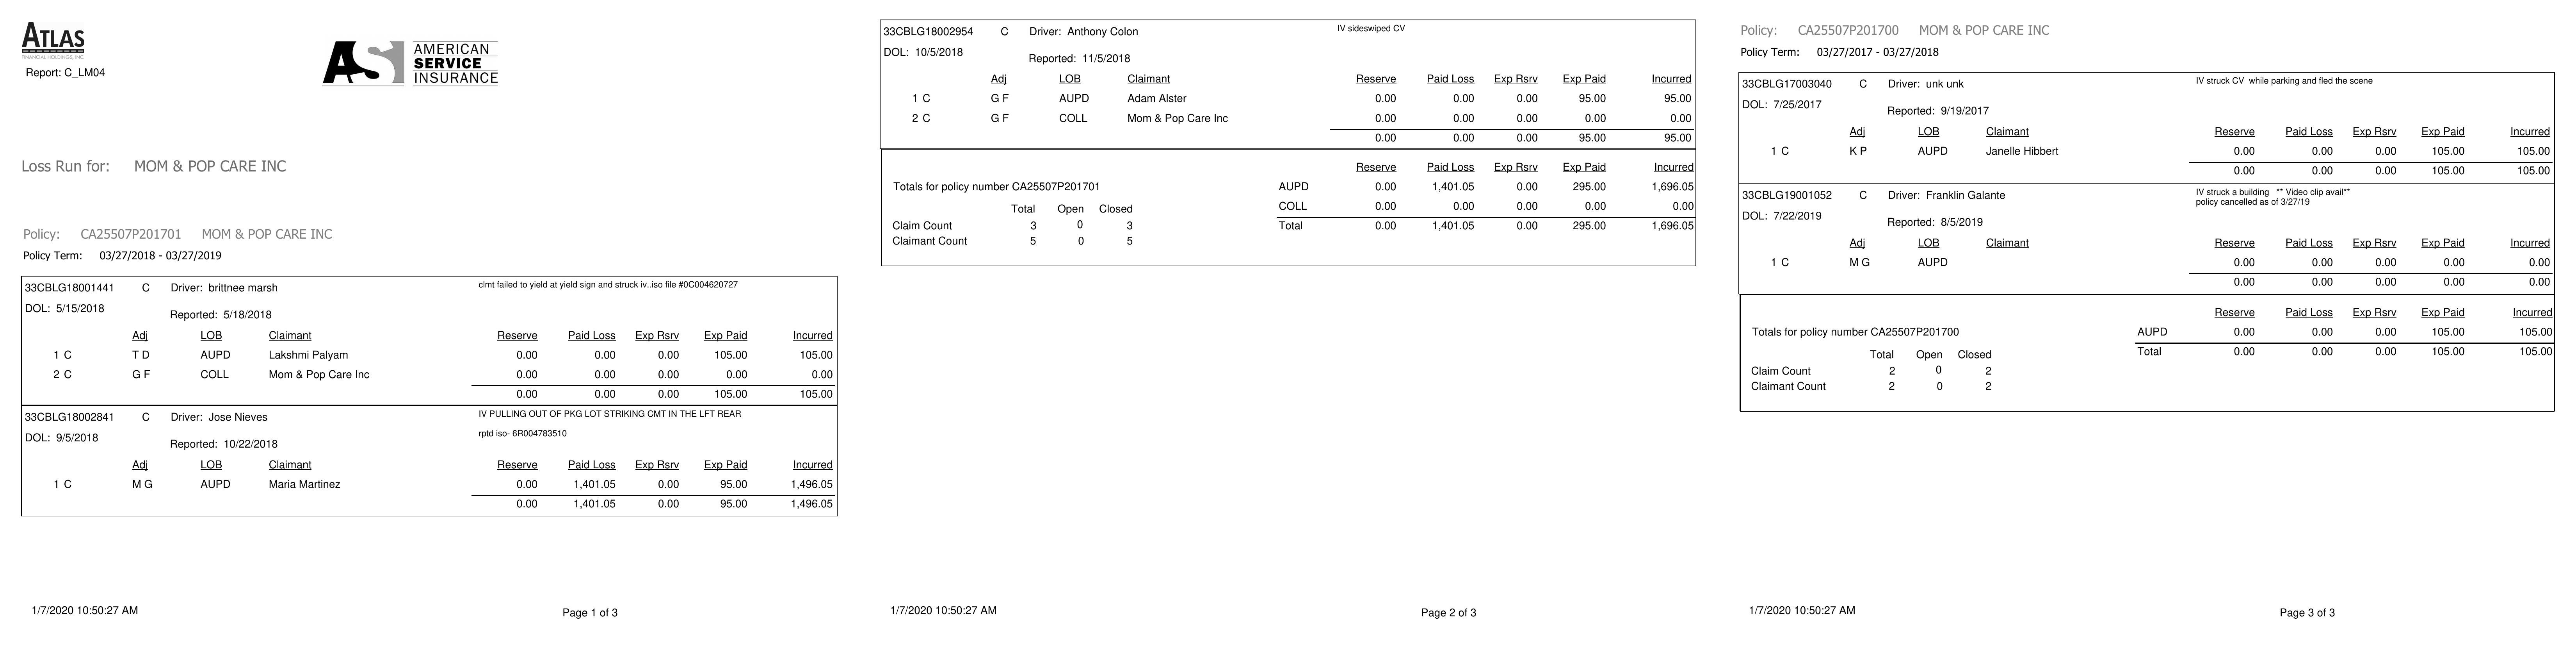 ATLAS
FINANCIAL HOLDINGS, INC.
Report: C_LM04
AMERICAN
SERVICE
INSURANCE
Loss Run for: MOM & POP CARE INC
Policy: CA25507P201701 MOM & POP CARE INC
Policy Term: 03/27/2018 - 03/27/2019
33CBLG18001441 C Driver: brittnee marsh clmt failed to yield at yield sign and struck iv..iso file #0C004620727
DOL: 5/15/2018 Reported: 5/18/2018
Adj LOB Claimant Reserve Paid Loss Exp Rsrv Exp Paid Incurred
1 C T D AUPD Lakshmi Palyam 0.00 0.00 0.00 105.00 105.00
2 C G F COLL Mom & Pop Care Inc 0.00 0.00 0.00 0.00 0.00
0.00 0.00 0.00 105.00 105.00
33CBLG18002841 C Driver: Jose Nieves IV PULLING OUT OF PKG LOT STRIKING CMT IN THE LFT REAR
rptd iso- 6R004783510
DOL: 9/5/2018 Reported: 10/22/2018
Adj LOB Claimant Reserve Paid Loss Exp Rsrv Exp Paid Incurred
1 C M G AUPD Maria Martinez 0.00 1,401.05 0.00 95.00 1,496.05
0.00 1,401.05 0.00 95.00 1,496.05
1/7/2020 10:50:27 AM Page 1 of 3
33CBLG18002954 C Driver: Anthony Colon IV sideswiped CV
DOL: 10/5/2018 Reported: 11/5/2018
Adj LOB Claimant Reserve Paid Loss Exp Rsrv Exp Paid Incurred
1 C G F AUPD Adam Alster 0.00 0.00 0.00 95.00 95.00
2 C G F COLL Mom & Pop Care Inc 0.00 0.00 0.00 0.00 0.00
0.00 0.00 0.00 95.00 95.00
Reserve Paid Loss Exp Rsrv Exp Paid Incurred
Totals for policy number CA25507P201701 AUPD 0.00 1,401.05 0.00 295.00 1,696.05
Total Open Closed COLL 0.00 0.00 0.00 0.00 0.00
Claim Count 3 0 3 Total 0.00 1,401.05 0.00 295.00 1,696.05
Claimant Count 5 0 5
1/7/2020 10:50:27 AM Page 2 of 3
Policy: CA25507P201700 MOM & POP CARE INC
Policy Term: 03/27/2017 - 03/27/2018
33CBLG17003040 C Driver: unk unk IV struck CV while parking and fled the scene
DOL: 7/25/2017 Reported: 9/19/2017
Adj LOB Claimant Reserve Paid Loss Exp Rsrv Exp Paid Incurred
1 C K P AUPD Janelle Hibbert 0.00 0.00 0.00 105.00 105.00
0.00 0.00 0.00 105.00 105.00
33CBLG19001052 C Driver: Franklin Galante IV struck a building ** Video clip avail**
policy cancelled as of 3/27/19
DOL: 7/22/2019 Reported: 8/5/2019
Adj LOB Claimant Reserve Paid Loss Exp Rsrv Exp Paid Incurred
1 C M G AUPD 0.00 0.00 0.00 0.00 0.00
0.00 0.00 0.00 0.00 0.00
Reserve Paid Loss Exp Rsrv Exp Paid Incurred
Totals for policy number CA25507P201700 AUPD 0.00 0.00 0.00 105.00 105.00
Total Open Closed Total 0.00 0.00 0.00 105.00 105.00
Claim Count 2 0 2
Claimant Count 2 0 2
1/7/2020 10:50:27 AM Page 3 of 3